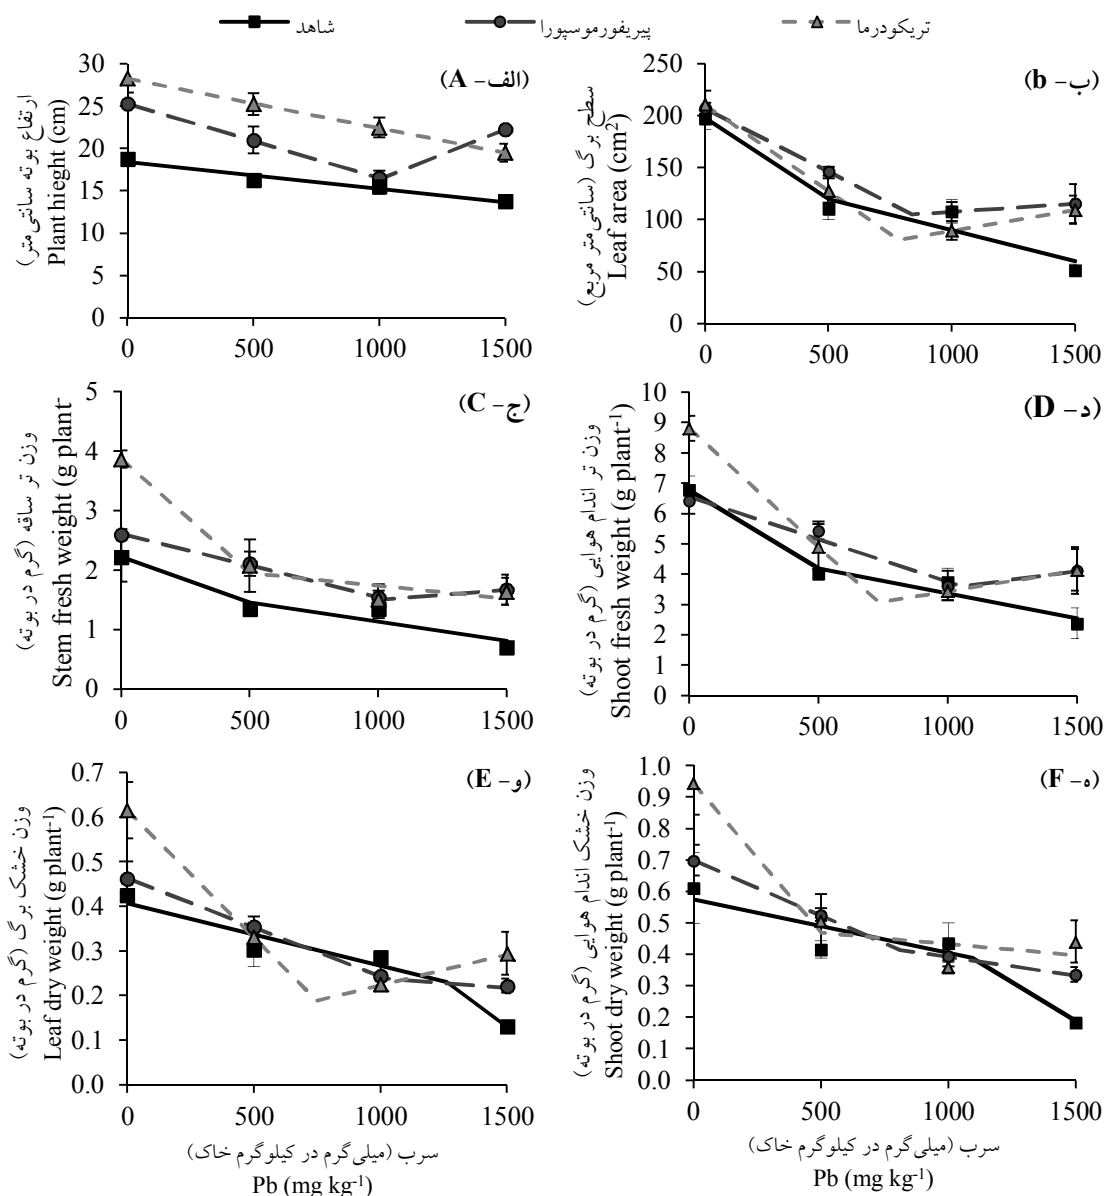 شاهد
پیریفورموسپورا
تریکودرما
(الف- A)
ارتفاع بوته سانتی‌متر)
Plant hieght (cm)
30
25
20
15
10
5
0
0 500 1000 1500
(ب- b)
سطح برگ (سانتی‌متر مربع)
Leaf area (cm²)
250
200
150
100
50
0
0 500 1000 1500
(ج- C)
وزن تر ساقه (گرم در بوته)
Stem fresh weight (g plant⁻
5
4
3
2
1
0
0 500 1000 1500
(د- D)
وزن تر اندام هوایی (گرم در بوته)
Shoot fresh weight (g plant⁻¹)
10
9
8
7
6
5
4
3
2
1
0
0 500 1000 1500
(و- E)
وزن خشک برگ (گرم در بوته)
Leaf dry weight (g plant⁻¹)
0.7
0.6
0.5
0.4
0.3
0.2
0.1
0.0
0 500 1000 1500
(ه- F)
وزن خشک اندام هوایی (گرم در بوته)
Shoot dry weight (g plant⁻¹)
1.0
0.9
0.8
0.7
0.6
0.5
0.4
0.3
0.2
0.1
0.0
0 500 1000 1500
سرب (میلی‌گرم در کیلوگرم خاک)
Pb (mg kg⁻¹)
سرب (میلی‌گرم در کیلوگرم خاک)
Pb (mg kg⁻¹)